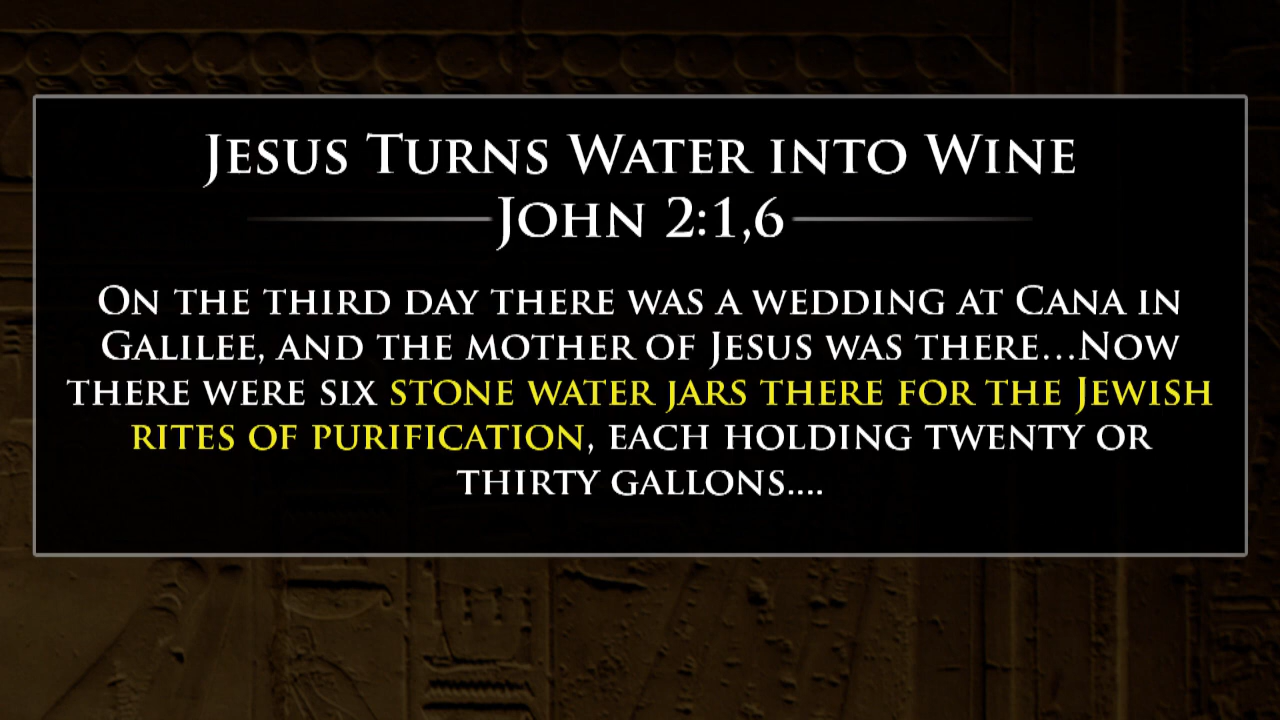 Jesus Turns Water into Wine
John 2:1,6
On the third day there was a wedding at Cana in
Galilee, and the mother of Jesus was there...Now
there were six stone water jars there for the Jewish
rites of purification, each holding twenty or
thirty gallons....